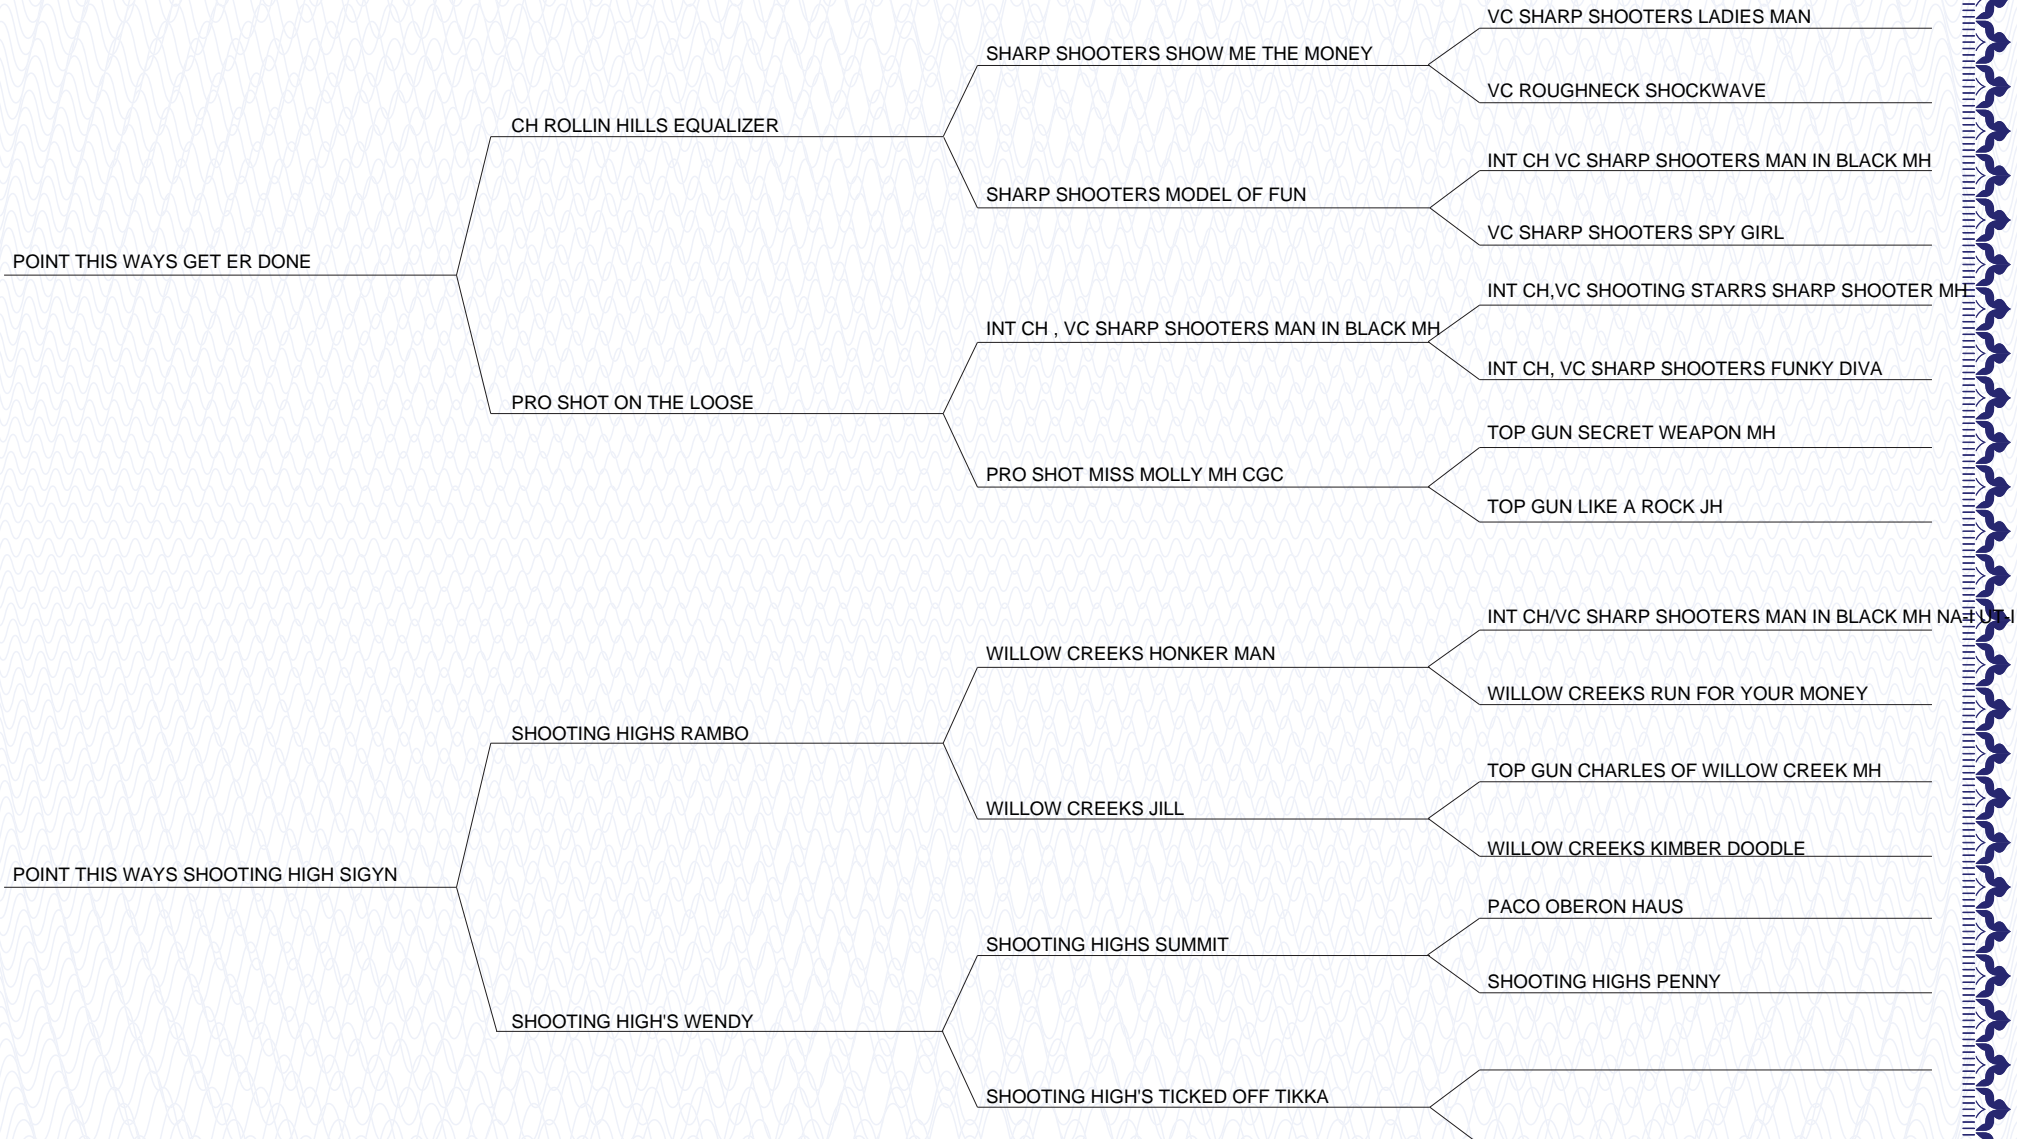 VC SHARP SHOOTERS LADIES MAN
SHARP SHOOTERS SHOW ME THE MONEY
VC ROUGHNECK SHOCKWAVE
CH ROLLIN HILLS EQUALIZER
INT CH VC SHARP SHOOTERS MAN IN BLACK MH
SHARP SHOOTERS MODEL OF FUN
VC SHARP SHOOTERS SPY GIRL
POINT THIS WAYS GET ER DONE
INT CH,VC SHOOTING STARRS SHARP SHOOTER MH
INT CH , VC SHARP SHOOTERS MAN IN BLACK MH
INT CH, VC SHARP SHOOTERS FUNKY DIVA
PRO SHOT ON THE LOOSE
TOP GUN SECRET WEAPON MH
PRO SHOT MISS MOLLY MH CGC
TOP GUN LIKE A ROCK JH
INT CH/VC SHARP SHOOTERS MAN IN BLACK MH NA-I UT-I
WILLOW CREEKS HONKER MAN
WILLOW CREEKS RUN FOR YOUR MONEY
SHOOTING HIGHS RAMBO
TOP GUN CHARLES OF WILLOW CREEK MH
WILLOW CREEKS JILL
WILLOW CREEKS KIMBER DOODLE
POINT THIS WAYS SHOOTING HIGH SIGYN
PACO OBERON HAUS
SHOOTING HIGHS SUMMIT
SHOOTING HIGHS PENNY
SHOOTING HIGH'S WENDY
SHOOTING HIGH'S TICKED OFF TIKKA